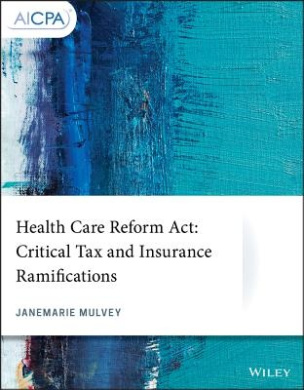 AICPA
Health Care Reform Act:
Critical Tax and Insurance
Ramifications
JANEMARIE MULVEY
WILEY